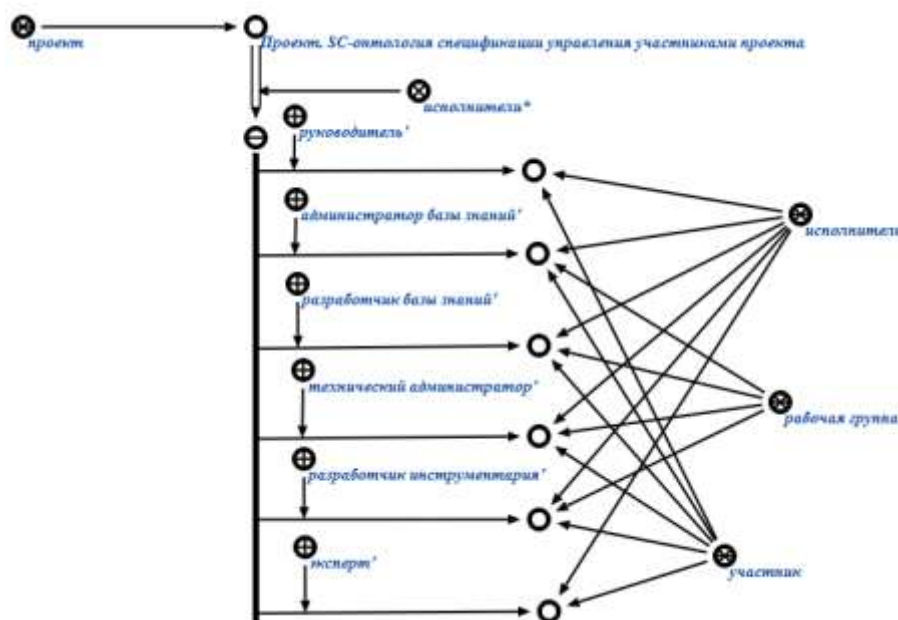 проект
Проект. SC-онтология спецификации управления участниками проекта
исполнители*
руководитель'
администратор базы знаний'
исполнитель
разработчик базы знаний'
технический администратор'
рабочая группа
разработчик инструментария'
эксперт'
участник